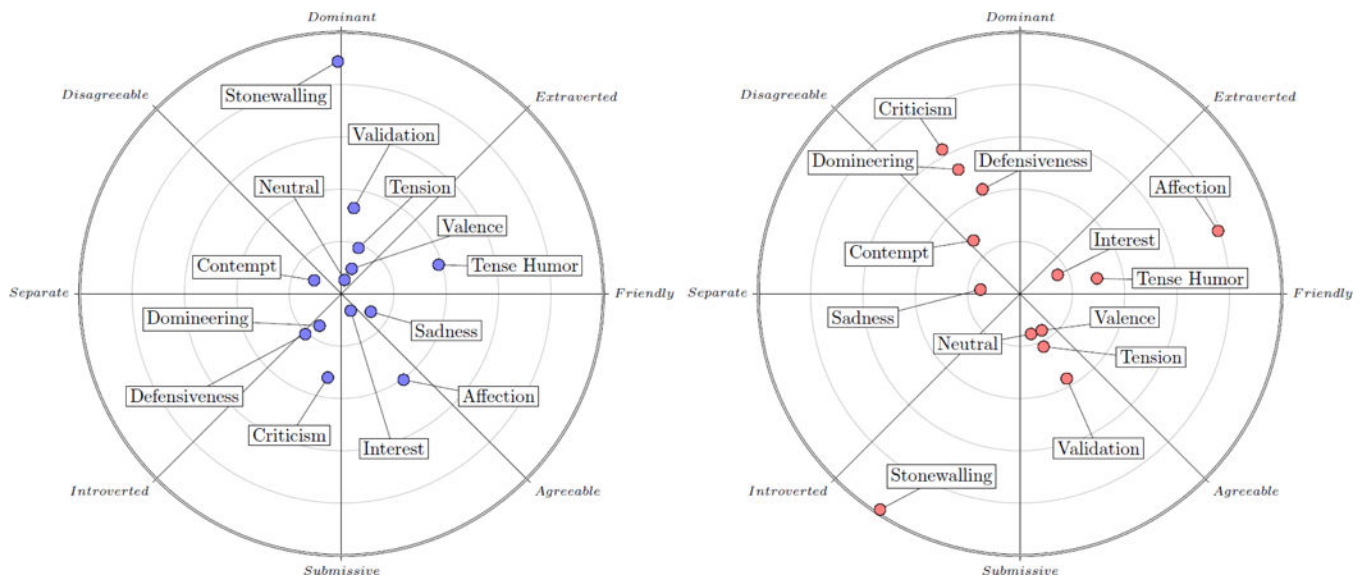 Dominant
Stonewalling
Disagreeable
Extraverted
Validation
Neutral
Tension
Valence
Contempt
Tense Humor
Separate
Friendly
Domineering
Sadness
Defensiveness
Affection
Criticism
Interest
Introverted
Agreeable
Submissive
Dominant
Disagreeable
Extraverted
Criticism
Domineering
Defensiveness
Affection
Contempt
Interest
Tense Humor
Separate
Friendly
Sadness
Neutral
Valence
Tension
Validation
Stonewalling
Introverted
Agreeable
Submissive